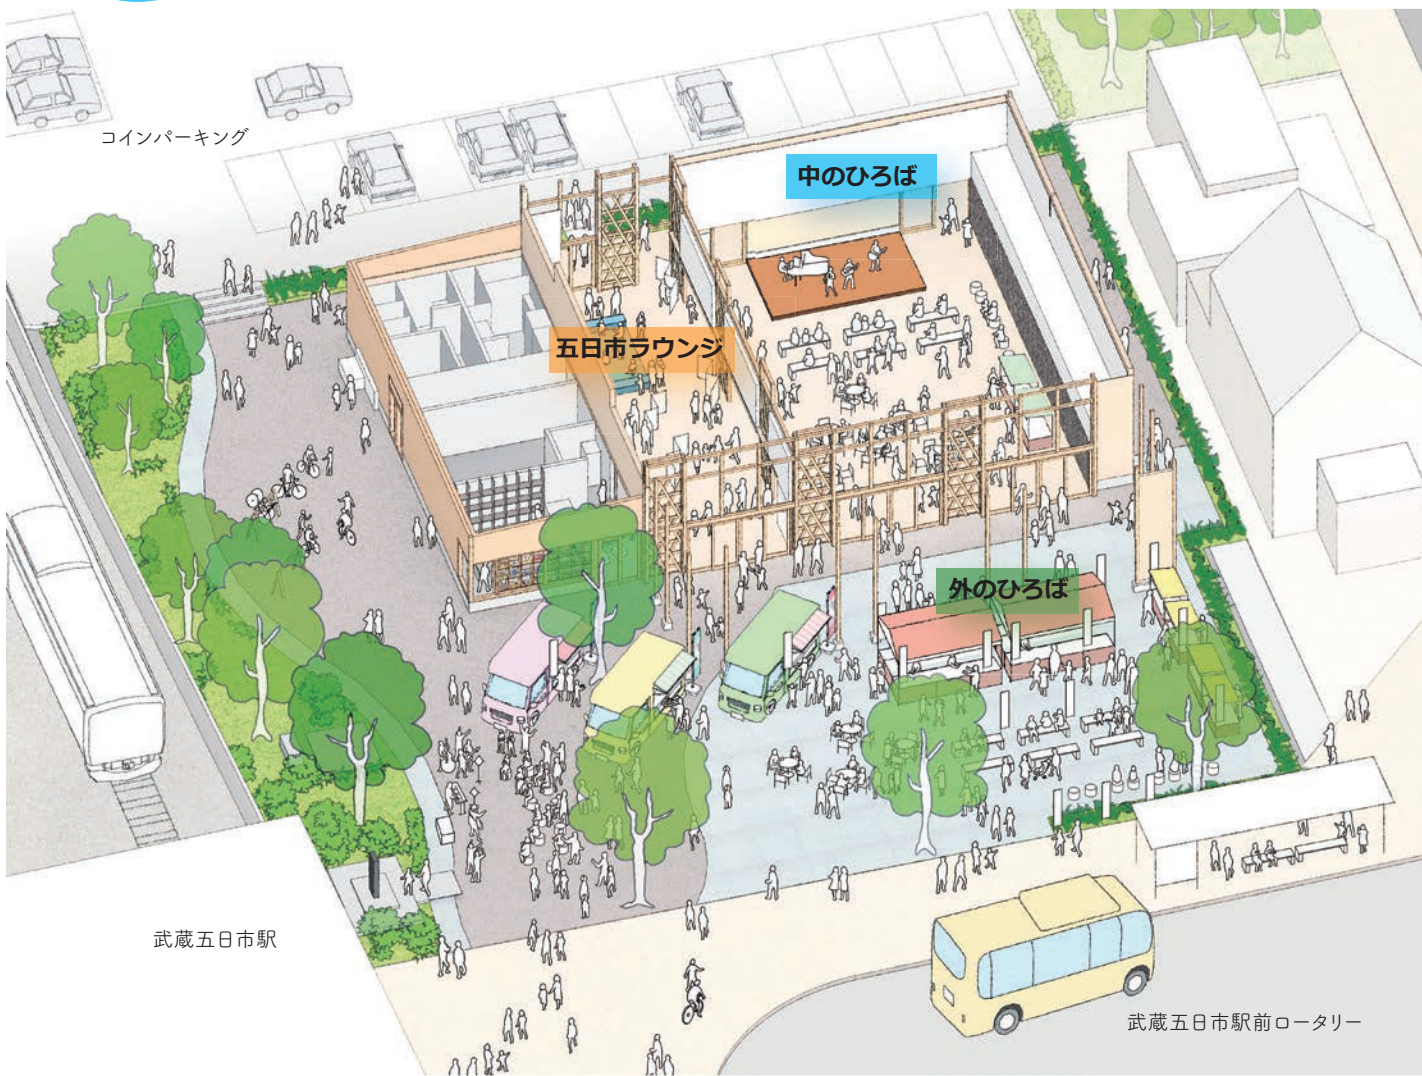 コインパーキング
中のひろば
五日市ラウンジ
外のひろば
武蔵五日市駅
武蔵五日市駅前ロータリー